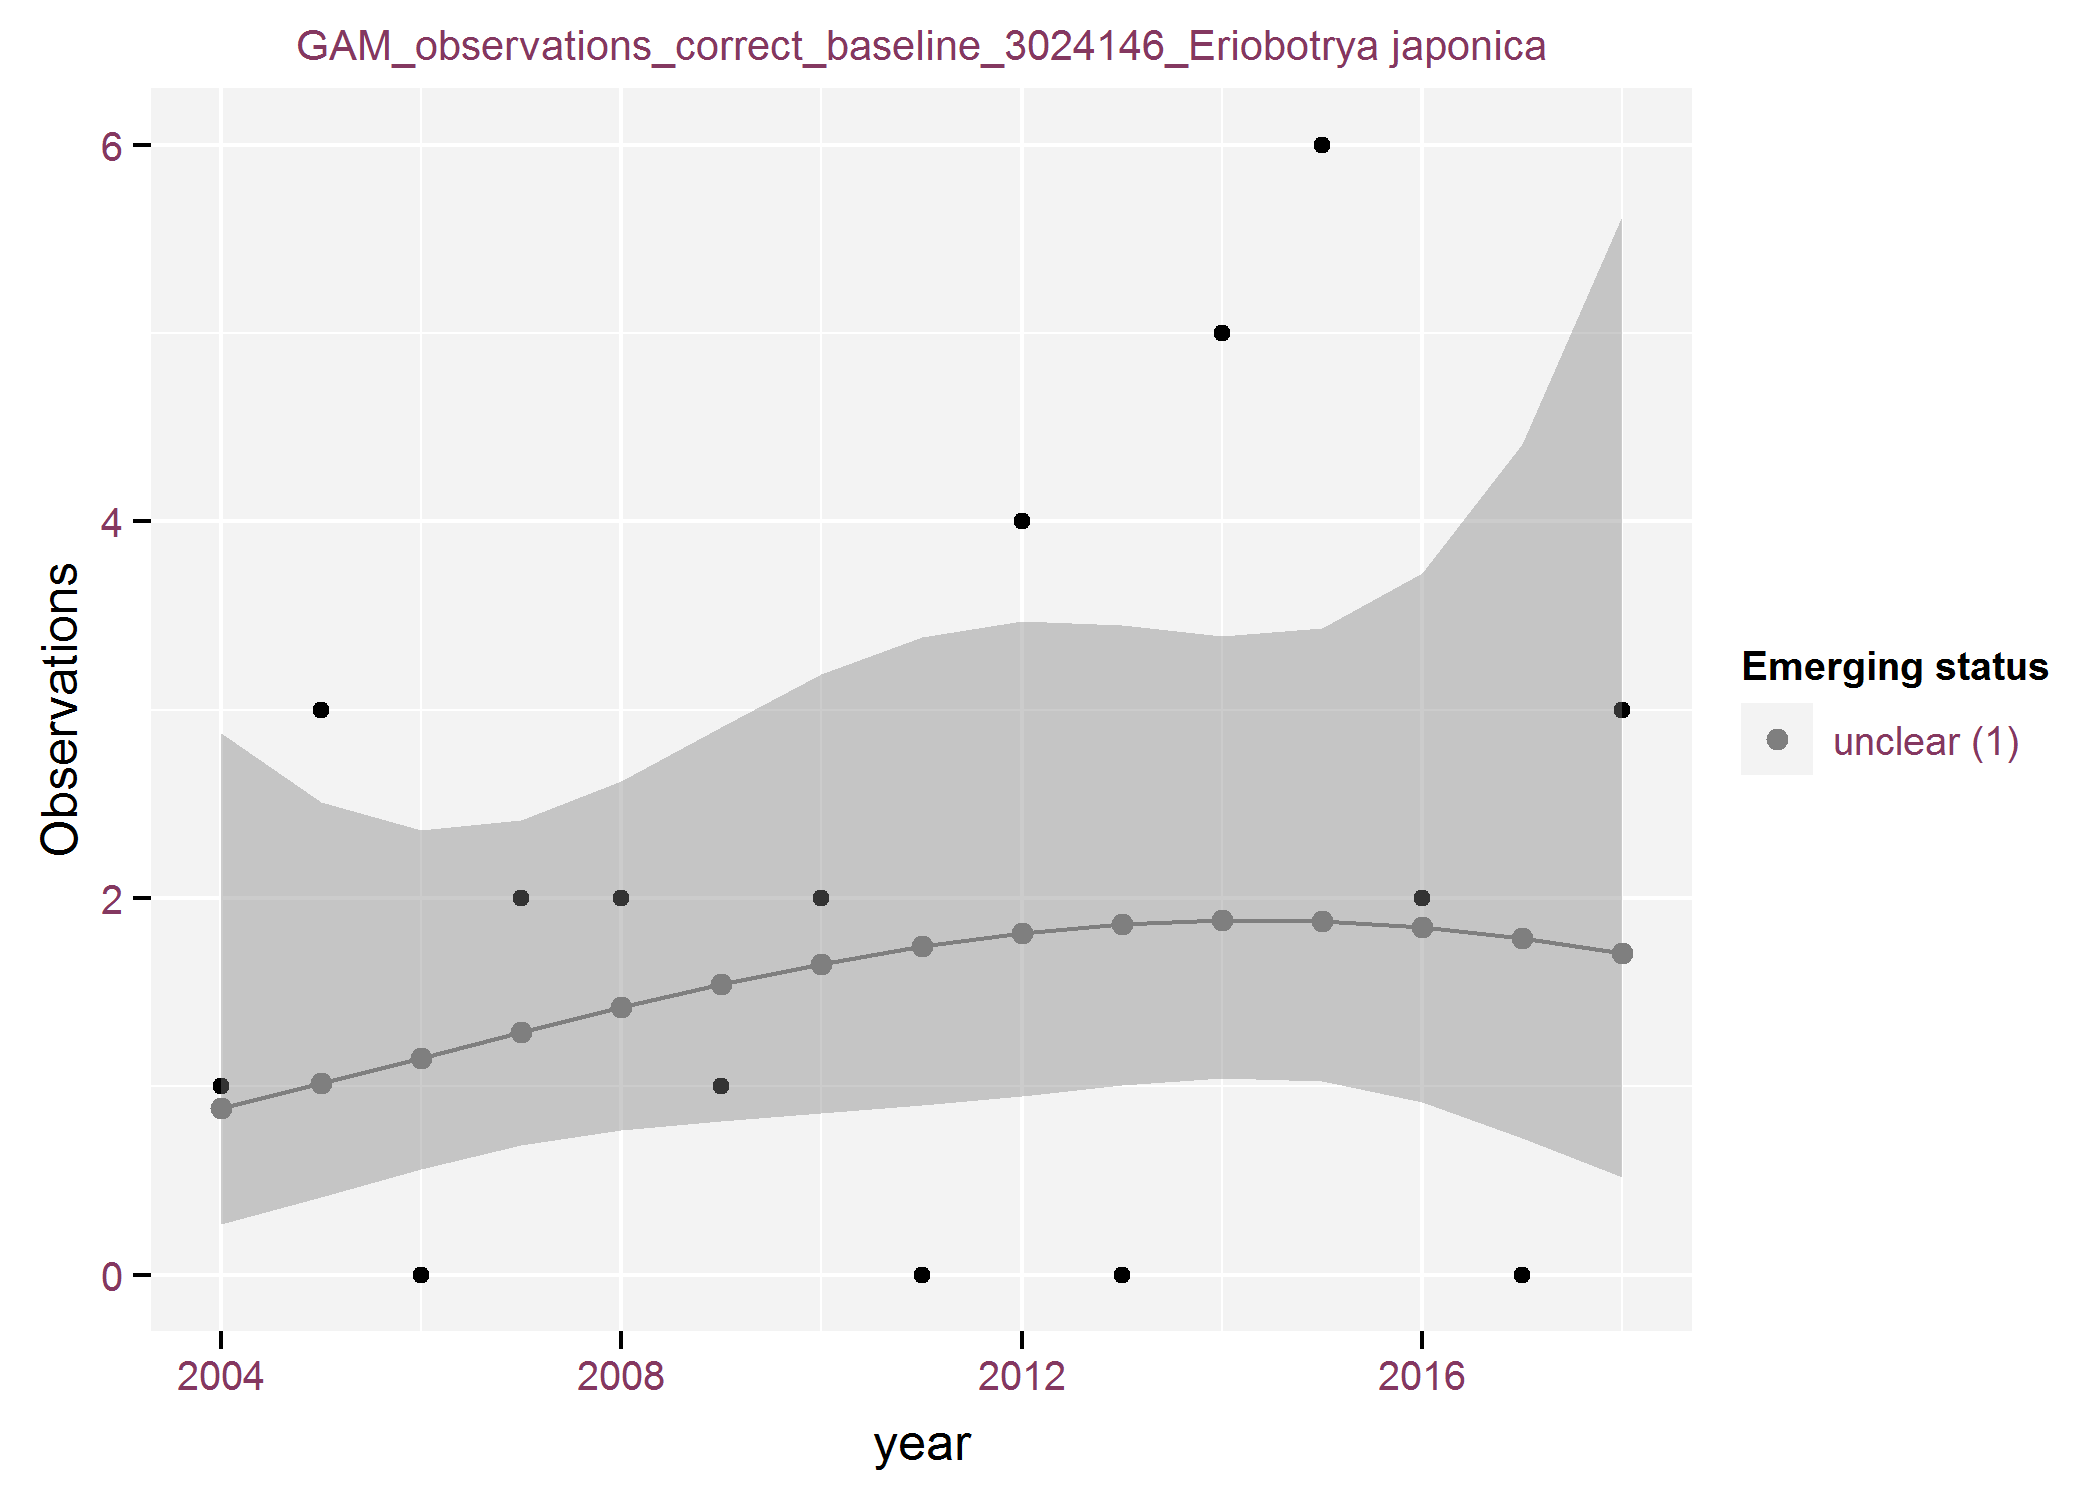 GAM_observations_correct_baseline_3024146_Eriobotrya japonica
6
4
2
0
Observations
2004
2008
2012
2016
year
Emerging status
unclear (1)